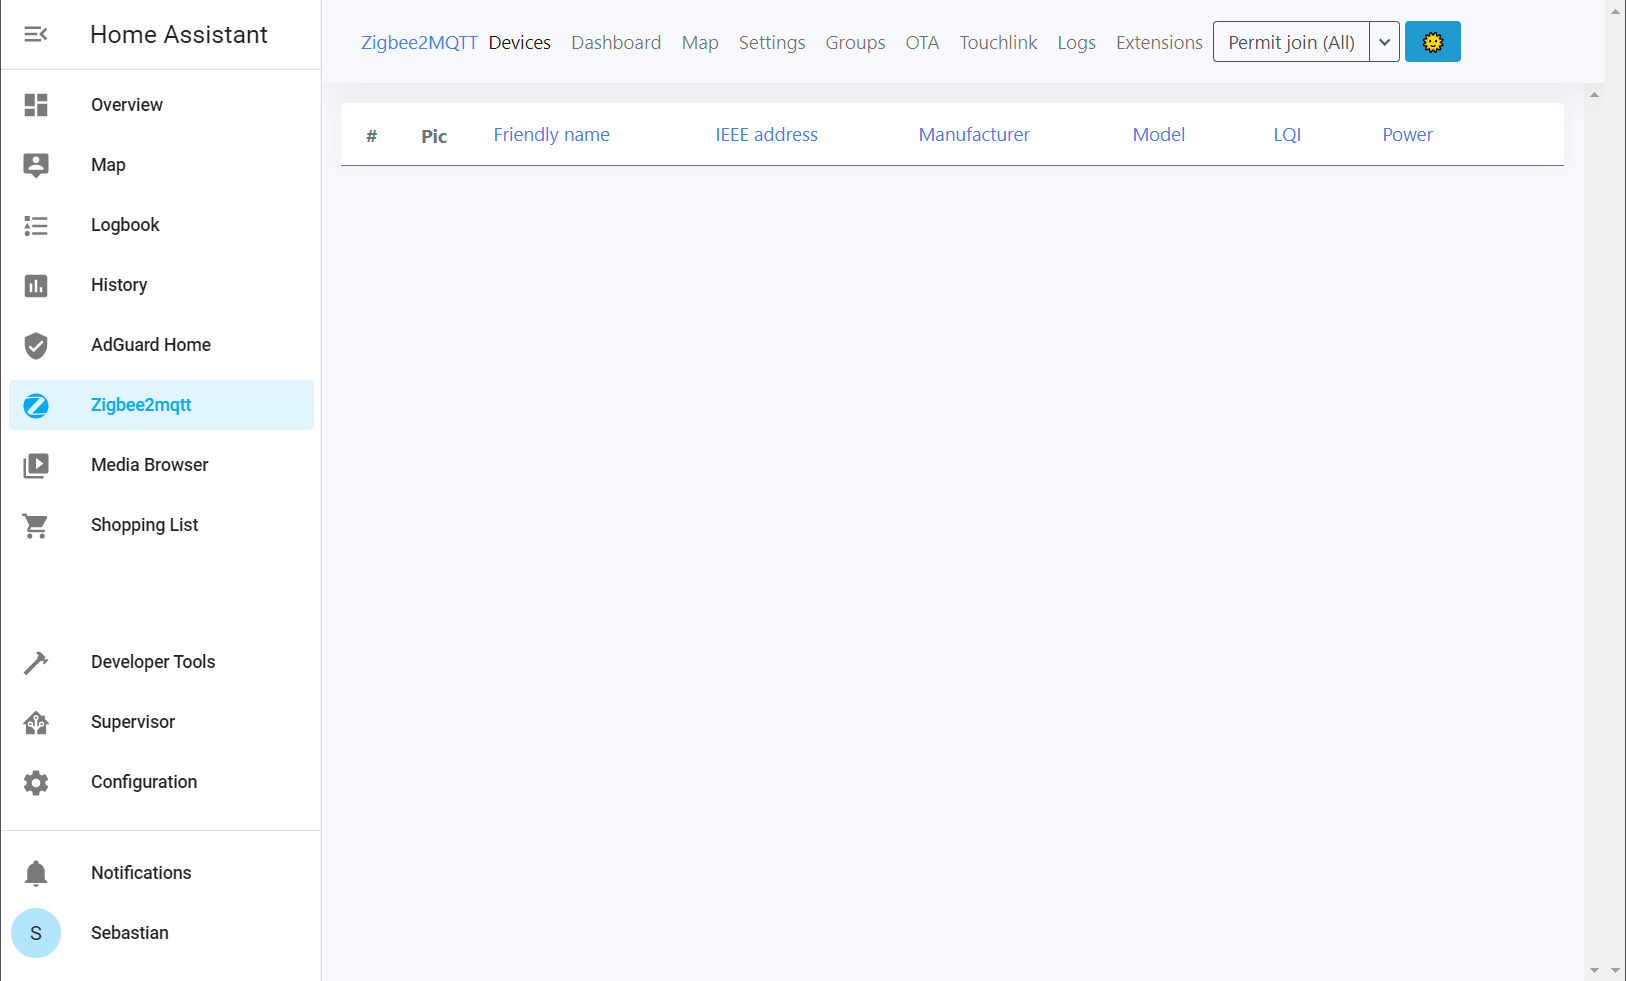 Home Assistant
Overview
Map
Logbook
History
AdGuard Home
Zigbee2mqtt
Media Browser
Shopping List
Developer Tools
Supervisor
Configuration
Notifications
S Sebastian
Zigbee2MQTT Devices Dashboard Map Settings Groups OTA Touchlink Logs Extensions Permit join (All)
# Pic Friendly name IEEE address Manufacturer Model LQI Power